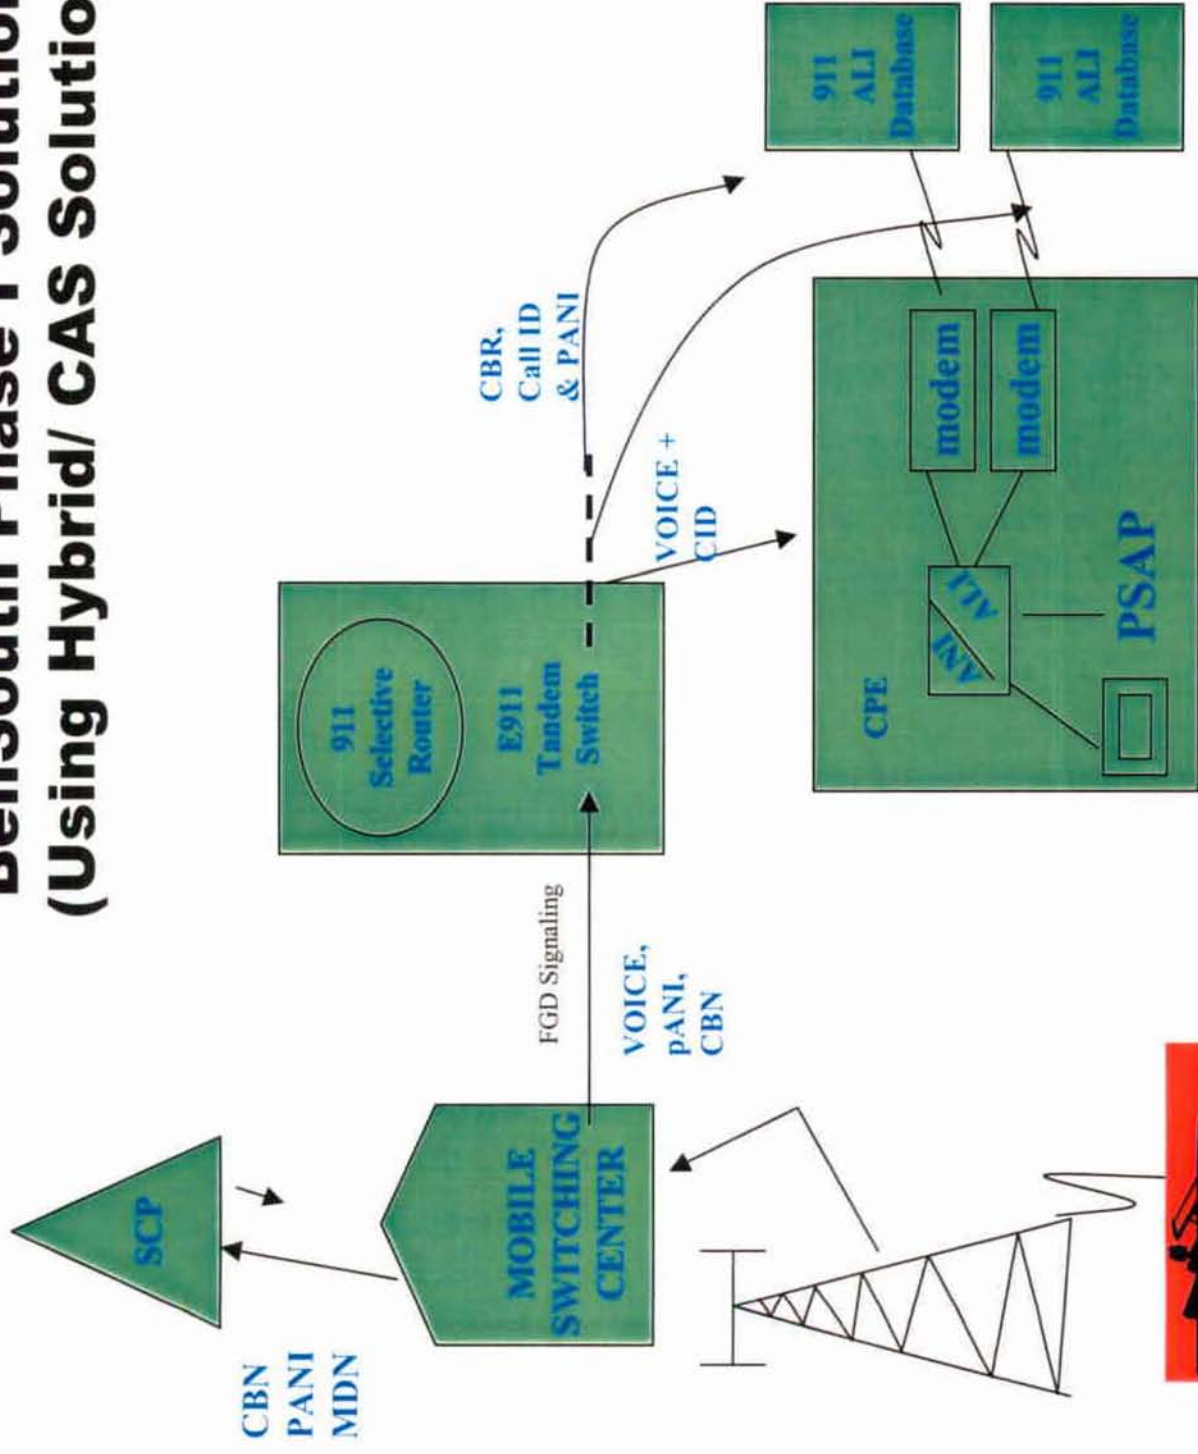 BellSouth Phase I Solution
(Using Hybrid/ CAS Solutio
SCP
CBN
PANI
MDN
MOBILE
SWITCHING
CENTER
FGD Signaling
VOICE,
pANI,
CBN
911
Selective
Router
E911
Tandem
Switch
CBR,
Call ID
& PANI
VOICE +
CID
911
ALI
Database
911
ALI
Database
CPE
ANI
ALI
modem
modem
PSAP